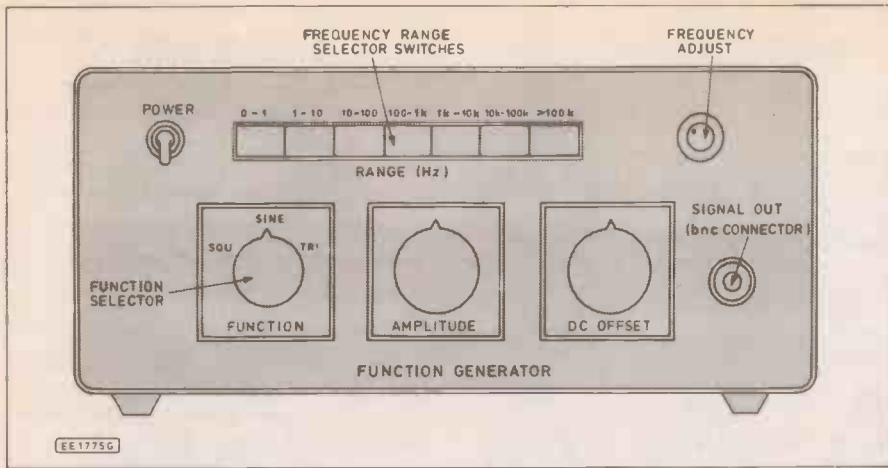 FREQUENCY RANGE
SELECTOR SWITCHES
FREQUENCY
ADJUST
POWER
0-1 1-10 10-100 100-1k 1k-10k 10k-100k >100k
RANGE (Hz)
SIGNAL OUT
(bnc CONNECTOR)
SINE
SQU TRI
FUNCTION
SELECTOR
FUNCTION AMPLITUDE DC OFFSET
FUNCTION GENERATOR
EE1775G